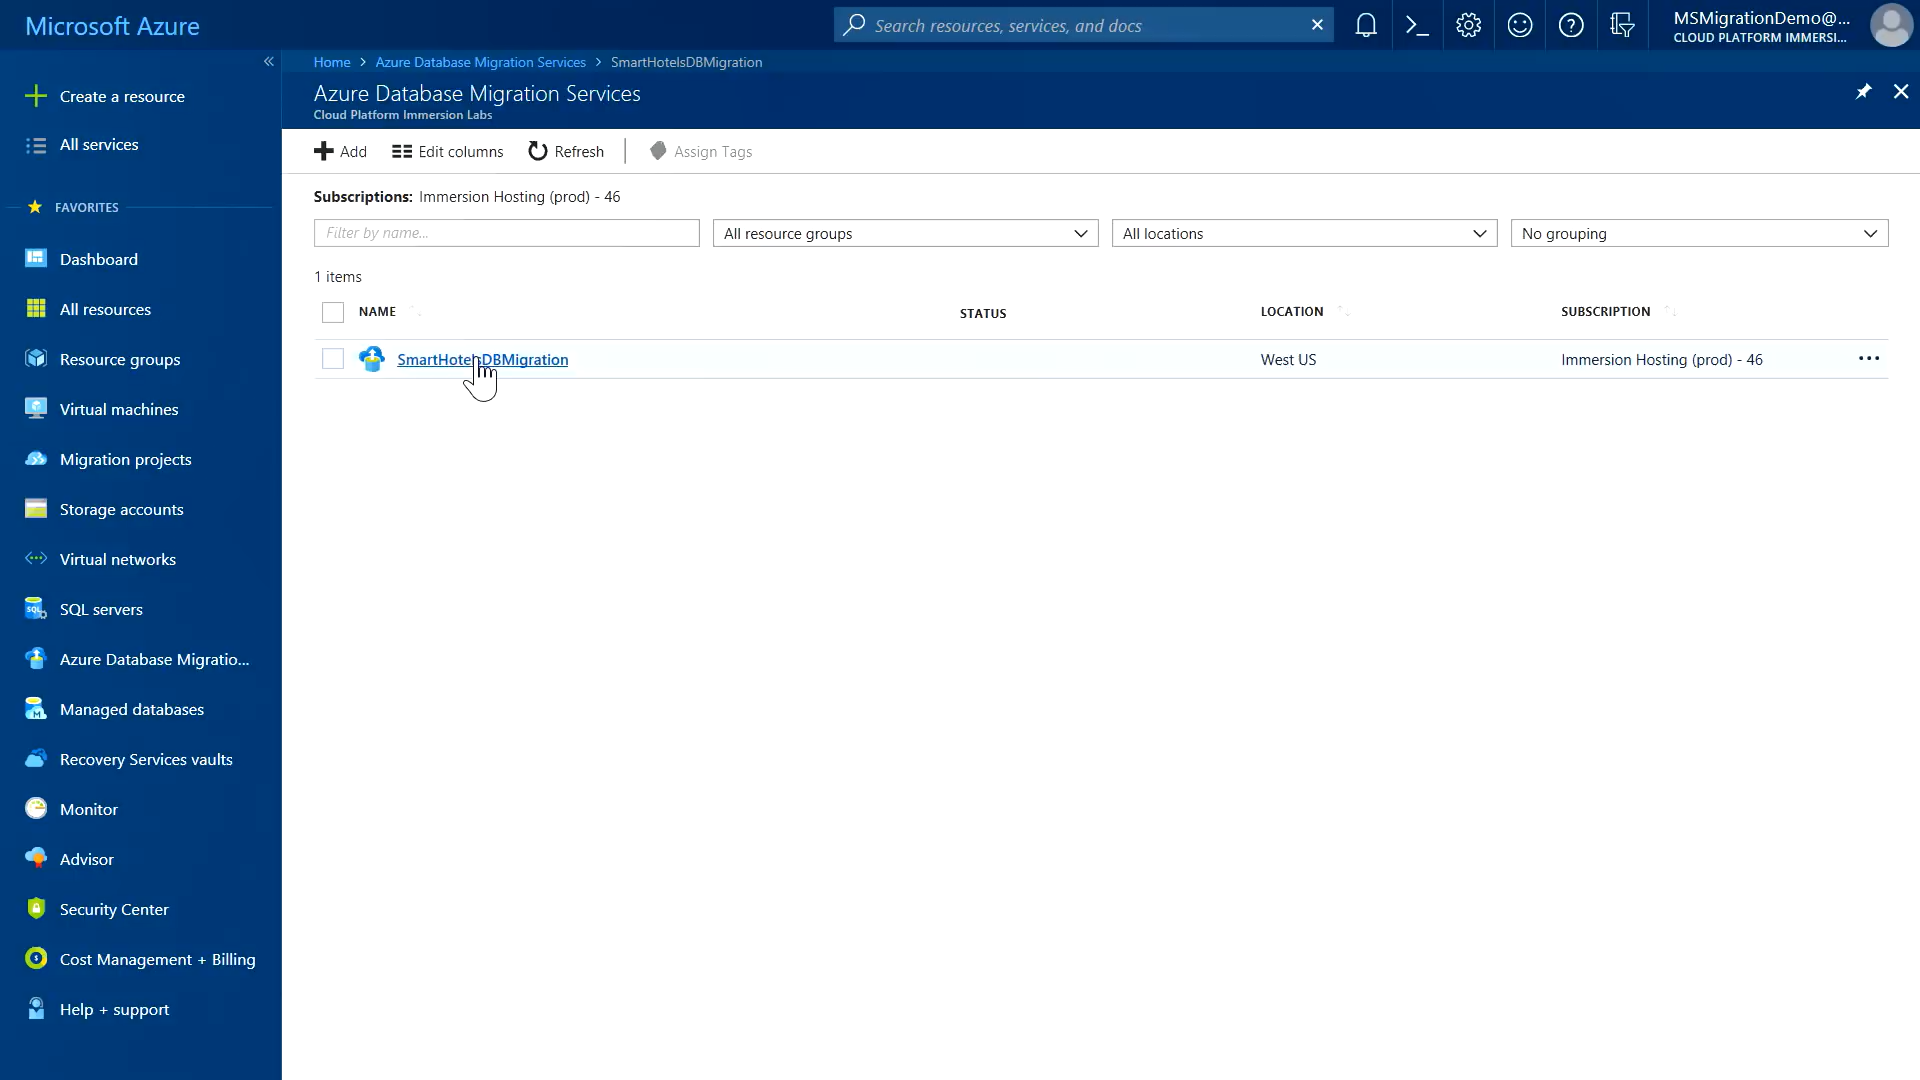 Microsoft Azure
Search resources, services, and docs
MSMigrationDemo@...
CLOUD PLATFORM IMMERSI...
Home > Azure Database Migration Services > SmartHotelsDBMigration
Azure Database Migration Services
Cloud Platform Immersion Labs
Create a resource
All services
FAVORITES
Dashboard
All resources
Resource groups
Virtual machines
Migration projects
Storage accounts
Virtual networks
SQL servers
Azure Database Migratio...
Managed databases
Recovery Services vaults
Monitor
Advisor
Security Center
Cost Management + Billing
Help + support
Add
Edit columns
Refresh
Assign Tags
Subscriptions: Immersion Hosting (prod) - 46
Filter by name...
All resource groups
All locations
No grouping
1 items
NAME
STATUS
LOCATION
SUBSCRIPTION
SmartHotelsDBMigration
West US
Immersion Hosting (prod) - 46